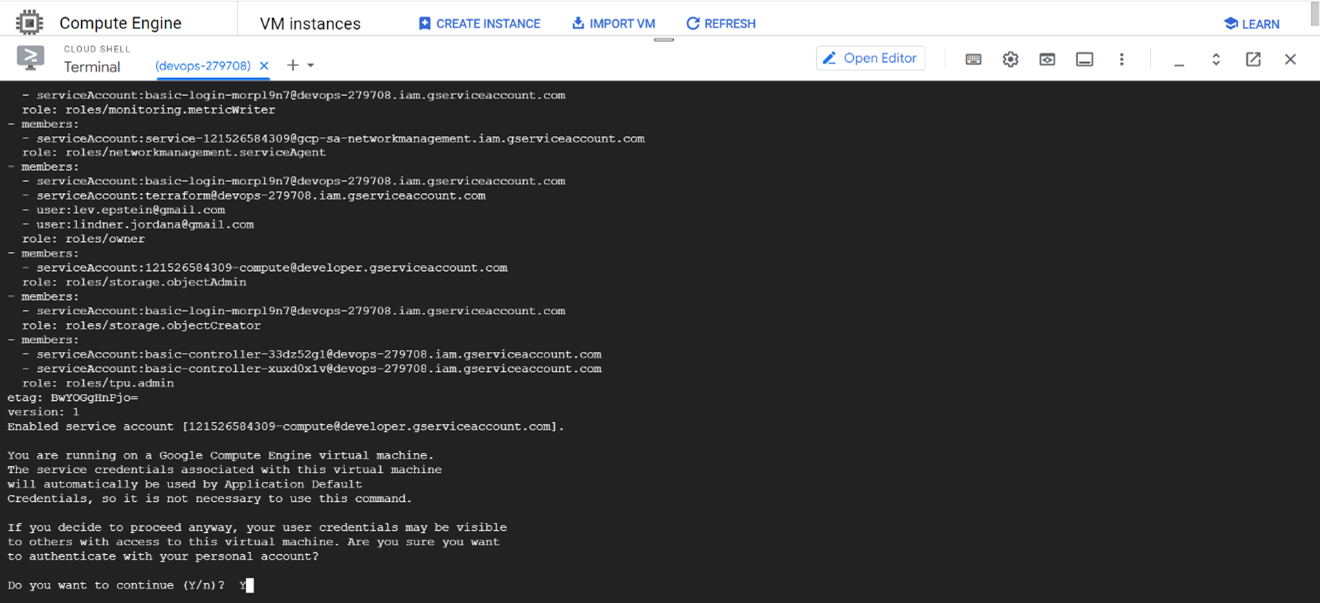 Compute Engine
VM instances
CREATE INSTANCE
IMPORT VM
REFRESH
LEARN
CLOUD SHELL
Terminal
(devops-279708)
Open Editor
- serviceAccount:basic-login-morpl9n7@devops-279708.iam.gserviceaccount.com
role: roles/monitoring.metricWriter
- members:
- serviceAccount:service-121526584309@gcp-sa-networkmanagement.iam.gserviceaccount.com
role: roles/networkmanagement.serviceAgent
- members:
- serviceAccount:basic-login-morpl9n7@devops-279708.iam.gserviceaccount.com
- serviceAccount:terraform@devops-279708.iam.gserviceaccount.com
- user:lev.epstein@gmail.com
- user:lindner.jordana@gmail.com
role: roles/owner
- members:
- serviceAccount:121526584309-compute@developer.gserviceaccount.com
role: roles/storage.objectAdmin
- members:
- serviceAccount:basic-login-morpl9n7@devops-279708.iam.gserviceaccount.com
role: roles/storage.objectCreator
- members:
- serviceAccount:basic-controller-33dz52gl@devops-279708.iam.gserviceaccount.com
- serviceAccount:basic-controller-xuxd0x1v@devops-279708.iam.gserviceaccount.com
role: roles/tpu.admin
etag: BwYOGgHnPjo=
version: 1
Enabled service account [121526584309-compute@developer.gserviceaccount.com].
You are running on a Google Compute Engine virtual machine.
The service credentials associated with this virtual machine
will automatically be used by Application Default
Credentials, so it is not necessary to use this command.
If you decide to proceed anyway, your user credentials may be visible
to others with access to this virtual machine. Are you sure you want
to authenticate with your personal account?
Do you want to continue (Y/n)? Y